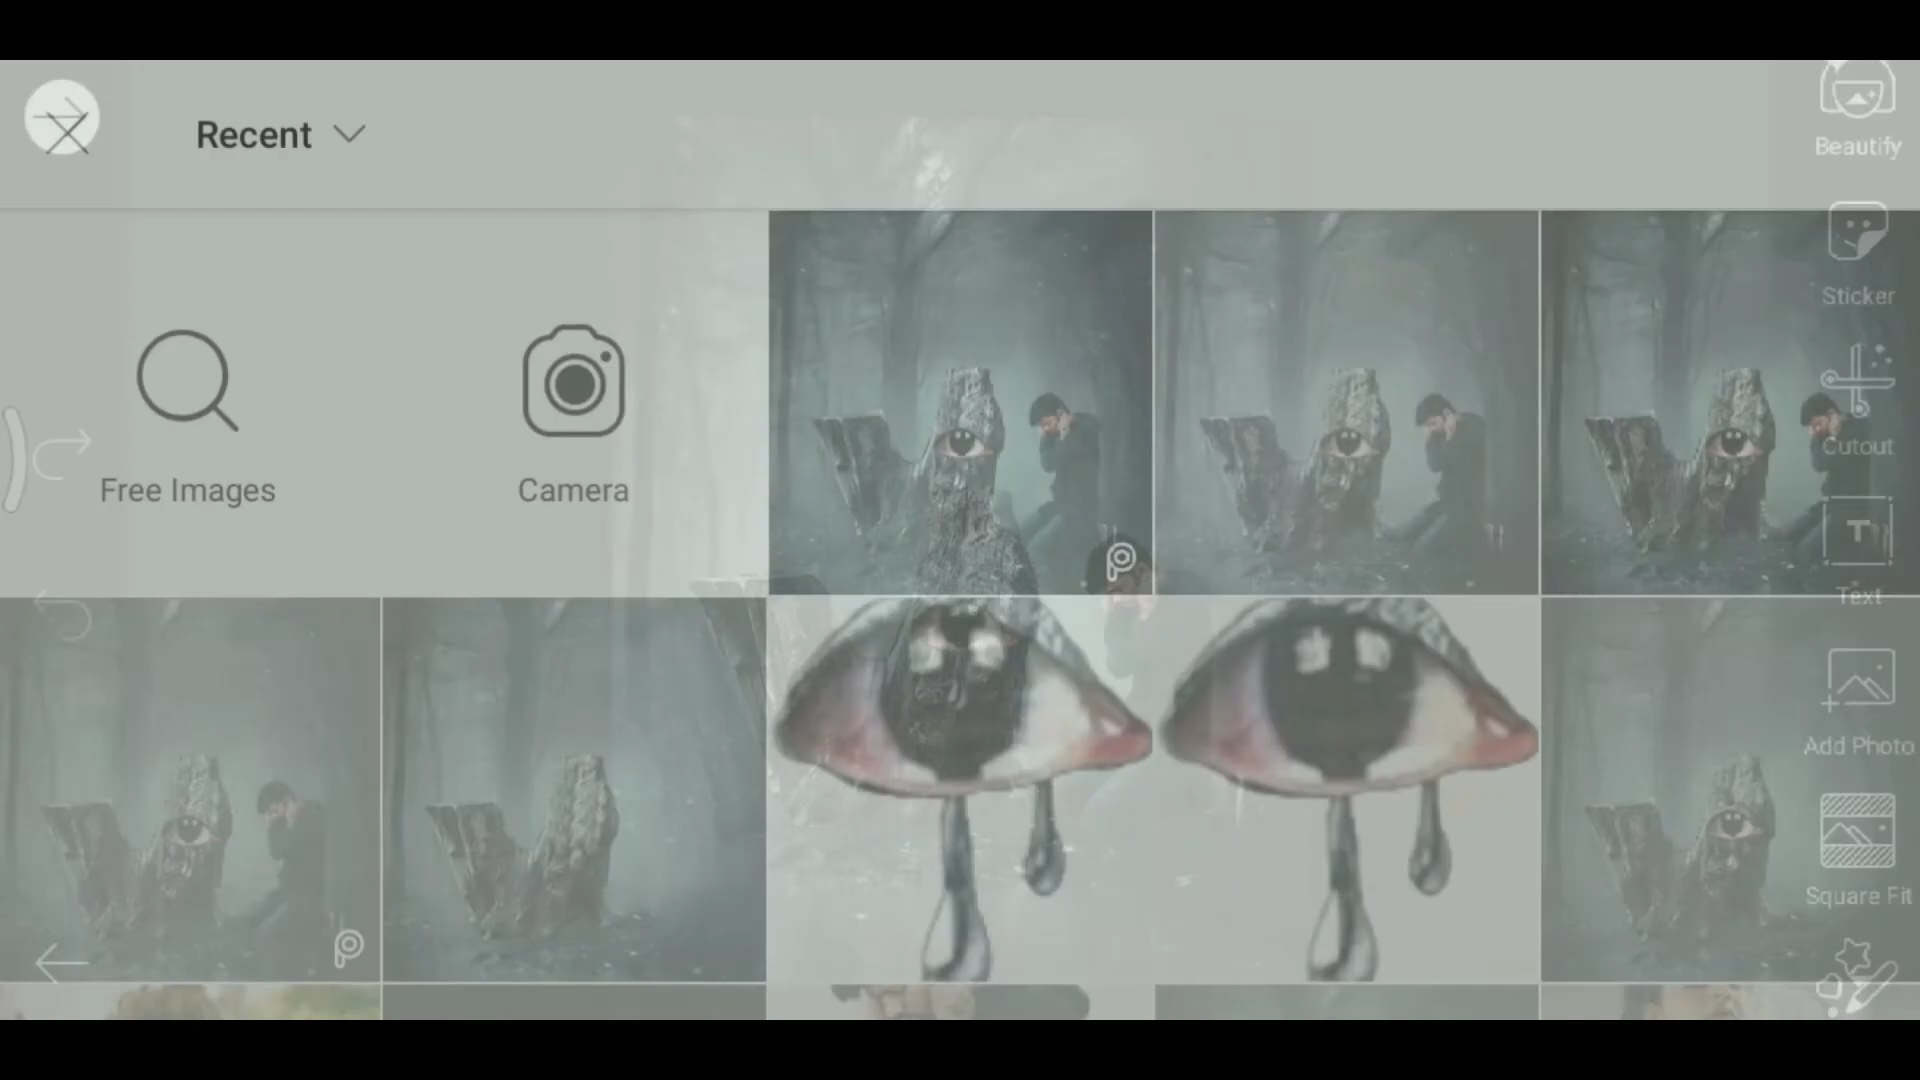 Recent
Beautify
Sticker
Cutout
Free Images
Camera
Text
Add Photo
Square Fit